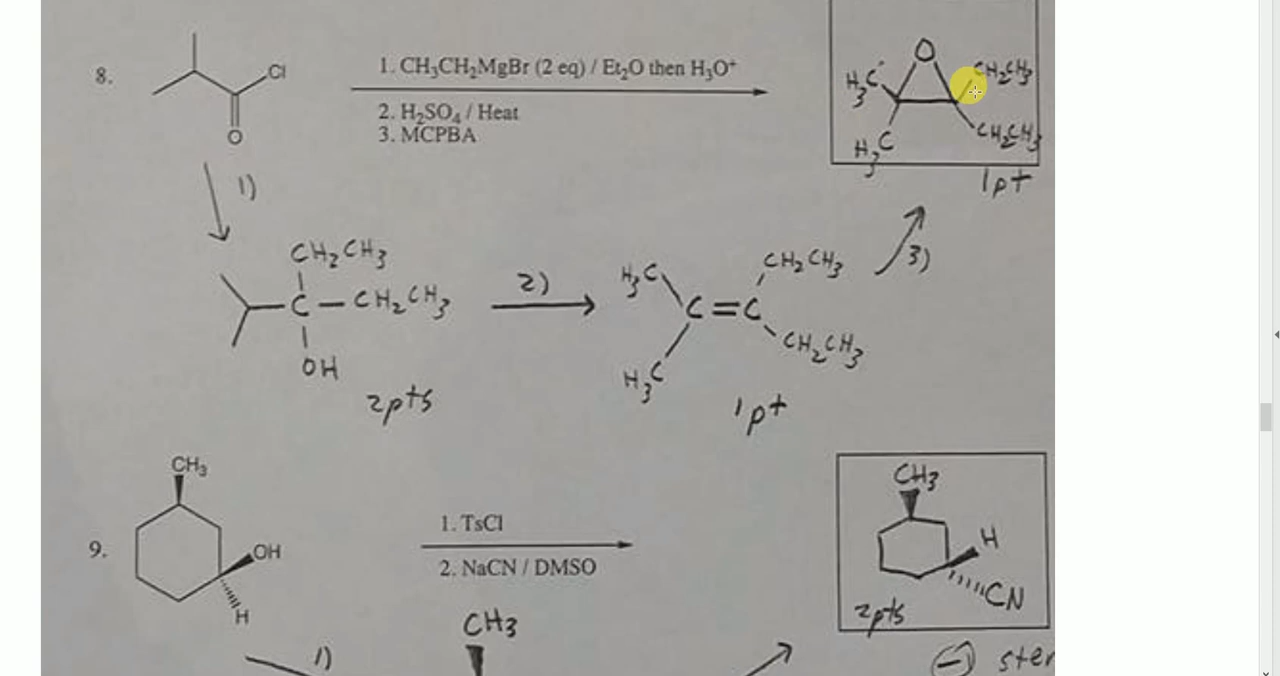 8.
Cl
O
1. CH₃CH₂MgBr (2 eq) / Et₂O then H₃O⁺
2. H₂SO₄ / Heat
3. MCPBA
O
H₃C
CH₂CH₃
H₃C
CH₂CH₃
1pt
1)
CH₂CH₃
C — CH₂CH₃
OH
2pts
2)
H₃C
CH₂CH₃
C = C
H₃C
CH₂CH₃
1pt
3)
9.
CH₃
OH
H
1. TsCl
2. NaCN / DMSO
CH₃
H
CN
2pts
1)
CH₃
(-) ster